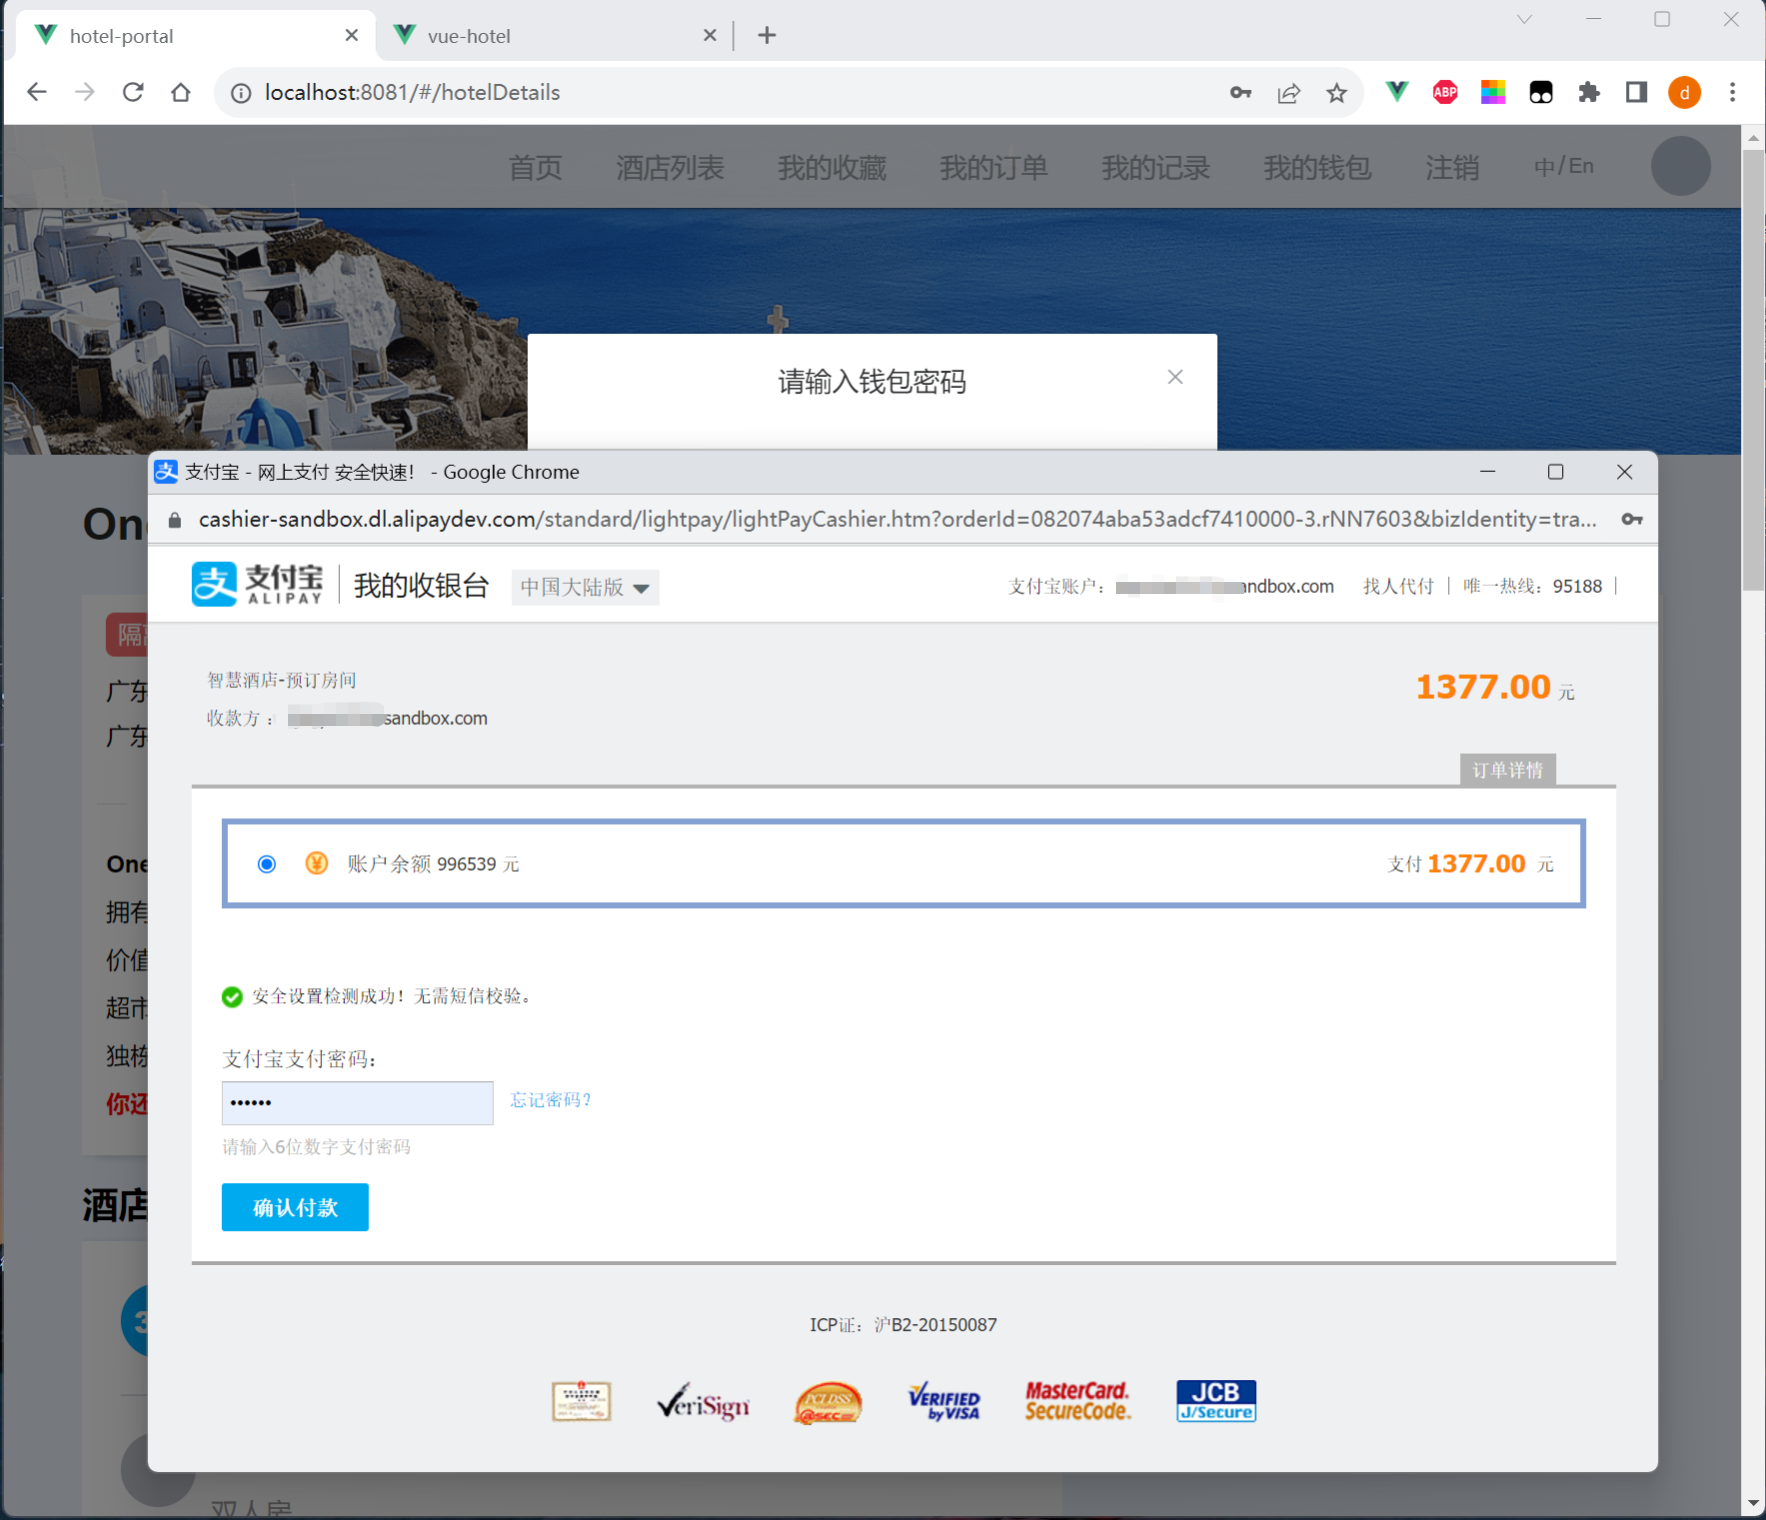 hotel-portal
vue-hotel
localhost:8081/#/hotelDetails
ABP
d
首页 酒店列表 我的收藏 我的订单 我的记录 我的钱包 注销 中/En
请输入钱包密码
支付宝 - 网上支付 安全快速! - Google Chrome
cashier-sandbox.dl.alipaydev.com/standard/lightpay/lightPayCashier.htm?orderId=082074aba53adcf7410000-3.rNN7603&bizIdentity=tra...
支付宝
ALIPAY
我的收银台
中国大陆版
支付宝账户: andbox.com 找人代付 | 唯一热线: 95188 |
智慧酒店-预订房间
1377.00 元
收款方 : sandbox.com
订单详情
账户余额 996539 元
支付 1377.00 元
安全设置检测成功! 无需短信校验。
支付宝支付密码:
••••••
忘记密码?
请输入6位数字支付密码
确认付款
ICP证: 沪B2-20150087
VeriSign
VERIFIED
by VISA
MasterCard.
SecureCode.
JCB
J/Secure
One
广东
广东
One
拥有
价值
超市
独栋
你还
酒店
3
双人房